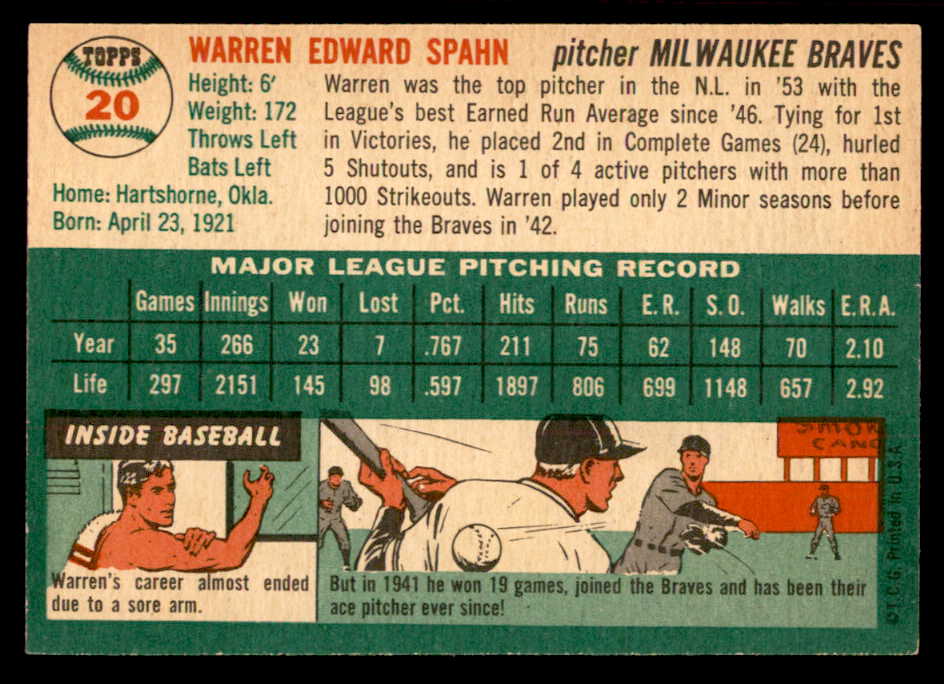 TOPPS
20
WARREN EDWARD SPAHN pitcher MILWAUKEE BRAVES
Height: 6'
Weight: 172
Throws Left
Bats Left
Home: Hartshorne, Okla.
Born: April 23, 1921
Warren was the top pitcher in the N.L. in '53 with the
League's best Earned Run Average since '46. Tying for 1st
in Victories, he placed 2nd in Complete Games (24), hurled
5 Shutouts, and is 1 of 4 active pitchers with more than
1000 Strikeouts. Warren played only 2 Minor seasons before
joining the Braves in '42.
MAJOR LEAGUE PITCHING RECORD
Games Innings Won Lost Pct. Hits Runs E.R. S.O. Walks E.R.A.
Year 35 266 23 7 .767 211 75 62 148 70 2.10
Life 297 2151 145 98 .597 1897 806 699 1148 657 2.92
INSIDE BASEBALL
Warren's career almost ended
due to a sore arm.
CANC
But in 1941 he won 19 games, joined the Braves and has been their
ace pitcher ever since!
© T.C.G. Printed in U.S.A.